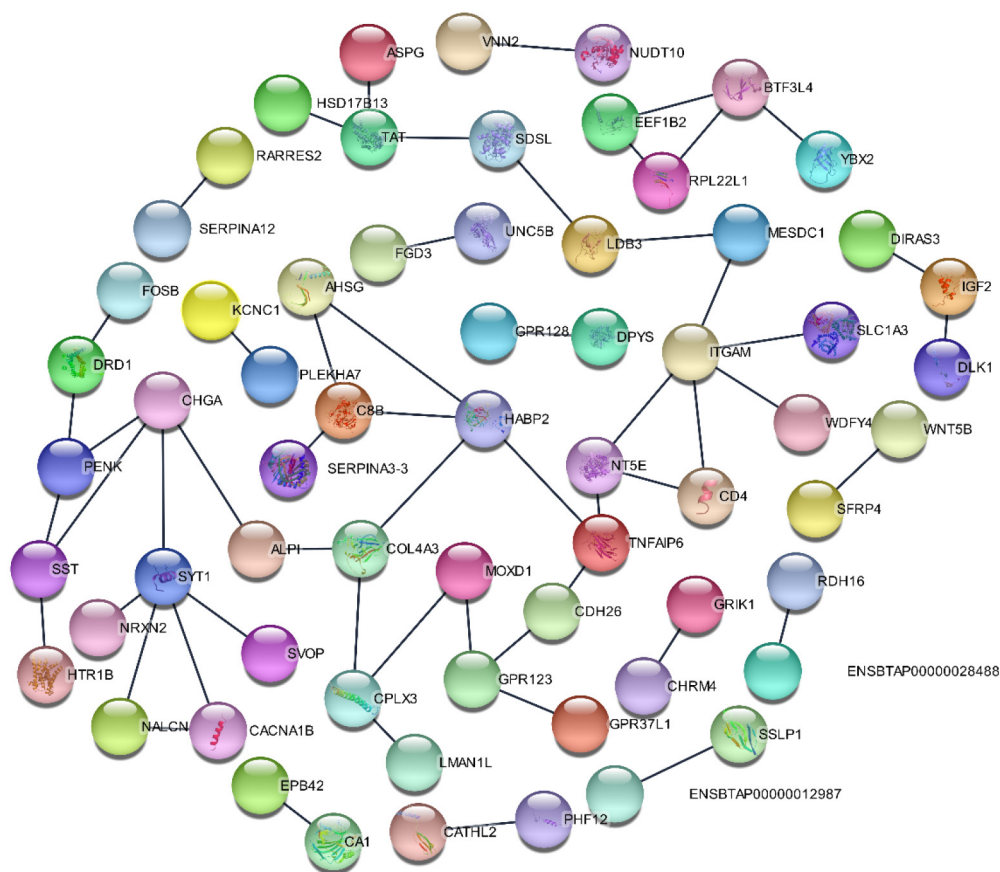 VNN2
ASPG
NUDT10
BTF3L4
HSD17B13
EEF1B2
TAT
SDSL
RARRES2
YBX2
RPL22L1
SERPINA12
UNC5B
MESDC1
DIRAS3
FGD3
LDB3
AHSG
FOSB
IGF2
KCNC1
GPR128
DPYS
SLC1A3
ITGAM
DRD1
PLEKHA7
DLK1
CHGA
C8B
HABP2
WDFY4
WNT5B
PENK
SERPINA3-3
NT5E
CD4
SFRP4
TNFAIP6
ALPI
COL4A3
SST
SYT1
MOXD1
RDH16
GRIK1
CDH26
NRXN2
SVOP
HTR1B
GPR123
ENSBTAP00000028488
CHRM4
CPLX3
NALCN
CACNA1B
GPR37L1
SSLP1
LMAN1L
EPB42
ENSBTAP00000012987
PHF12
CATHL2
CA1